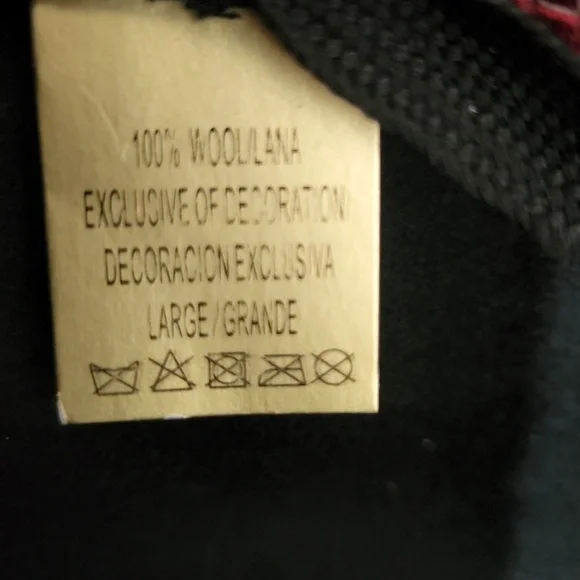 100% WOOL/LANA
EXCLUSIVE OF DECORATION
DECORACION EXCLUSIVA
LARGE / GRANDE